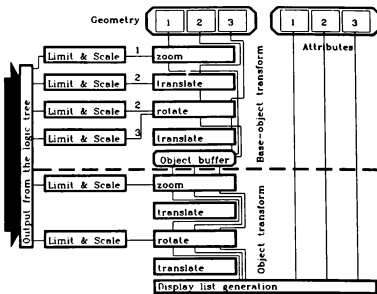 Geometry 1 2 3 1 2 3
Attributes
Limit & Scale 1 zoom
Limit & Scale 2 translate
Limit & Scale 2 rotate
Limit & Scale 3 translate
Object buffer
Base-object transform
Limit & Scale zoom
translate
Limit & Scale rotate
translate
Object transform
Display list generation
Output from the logic tree